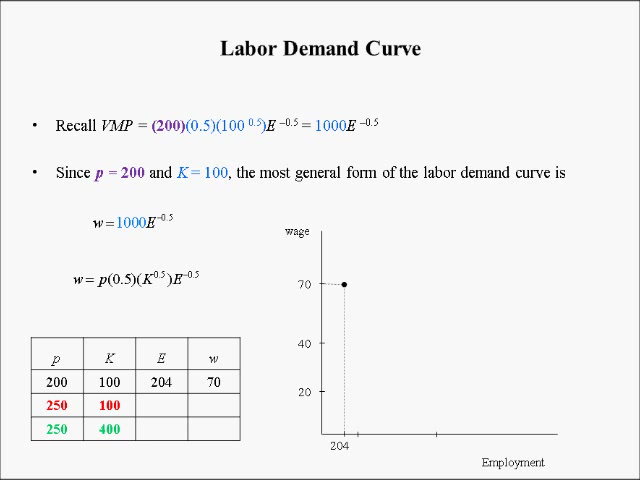 Labor Demand Curve
• Recall VMP = (200)(0.5)(100 ^0.5)E ^–0.5 = 1000E ^–0.5
• Since p = 200 and K = 100, the most general form of the labor demand curve is
w = 1000E^–0.5
w = p(0.5)(K^0.5)E^–0.5
p K E w
200 100 204 70
250 100
250 400
wage
70
40
20
204
Employment